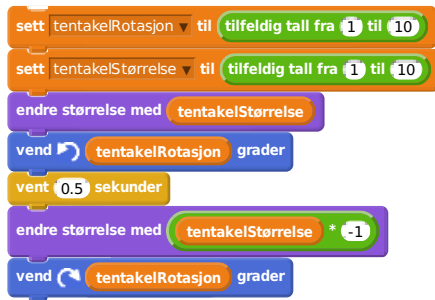 sett tentakelRotasjon til tilfeldig tall fra 1 til 10
sett tentakelStørrelse til tilfeldig tall fra 1 til 10
endre størrelse med tentakelStørrelse
vend tentakelRotasjon grader
vent 0.5 sekunder
endre størrelse med tentakelStørrelse * -1
vend tentakelRotasjon grader